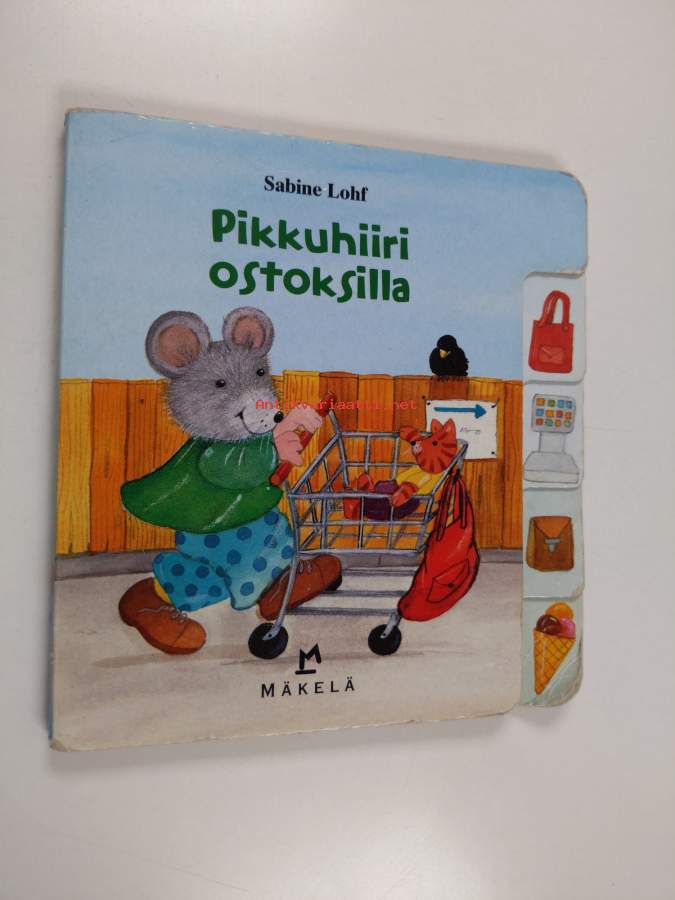 Sabine Lohf
Pikkuhiiri
ostoksilla
Antikvariaatti.net
MÄKELÄ